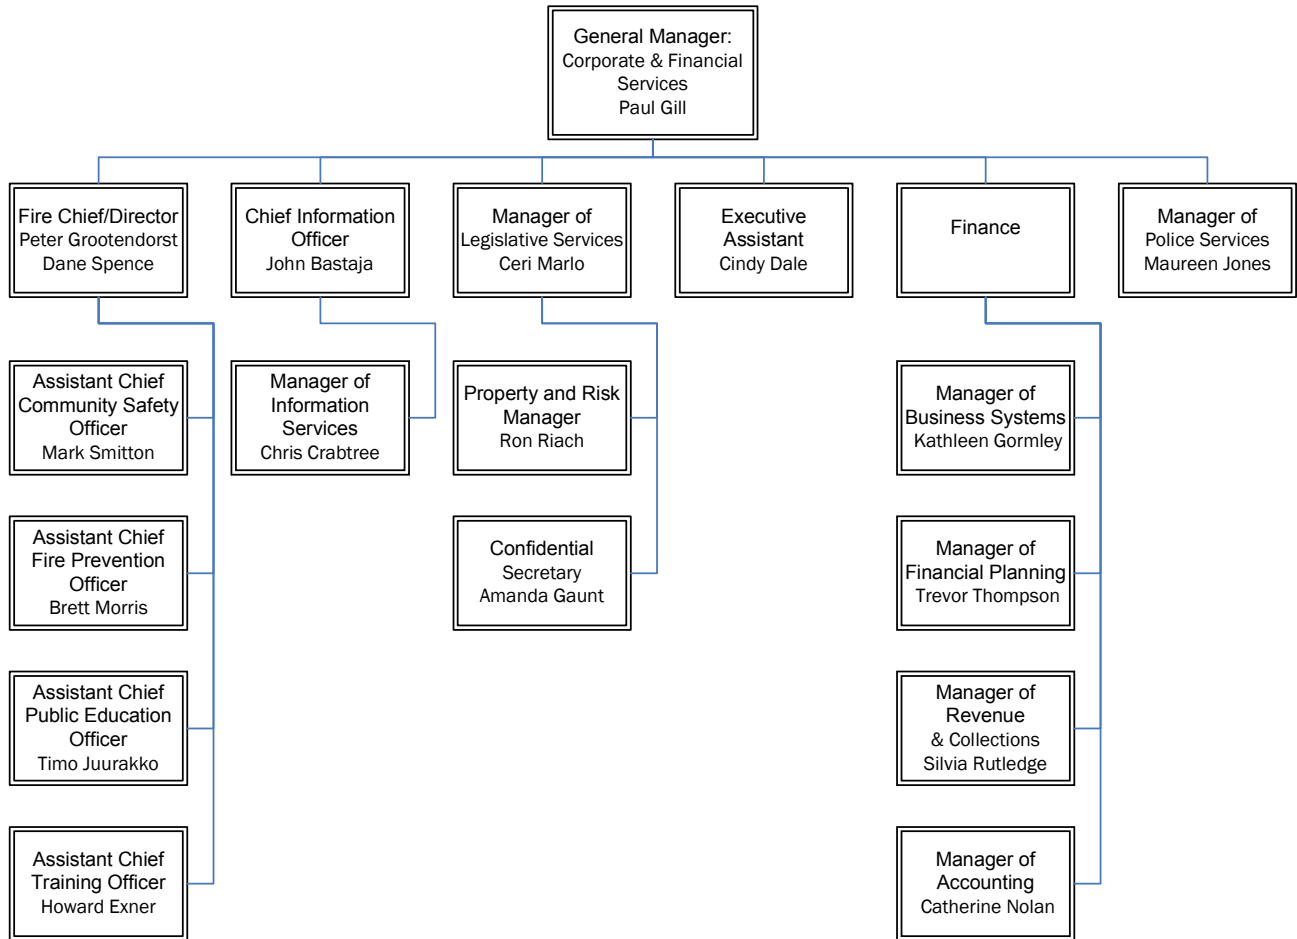 General Manager:
Corporate & Financial
Services
Paul Gill
Fire Chief/Director
Peter Grootendorst
Dane Spence
Chief Information
Officer
John Bastaja
Manager of
Legislative Services
Ceri Marlo
Executive
Assistant
Cindy Dale
Finance
Manager of
Police Services
Maureen Jones
Assistant Chief
Community Safety
Officer
Mark Smitton
Manager of
Information
Services
Chris Crabtree
Property and Risk
Manager
Ron Riach
Manager of
Business Systems
Kathleen Gormley
Assistant Chief
Fire Prevention
Officer
Brett Morris
Confidential
Secretary
Amanda Gaunt
Manager of
Financial Planning
Trevor Thompson
Assistant Chief
Public Education
Officer
Timo Juurakko
Manager of
Revenue
& Collections
Silvia Rutledge
Assistant Chief
Training Officer
Howard Exner
Manager of
Accounting
Catherine Nolan